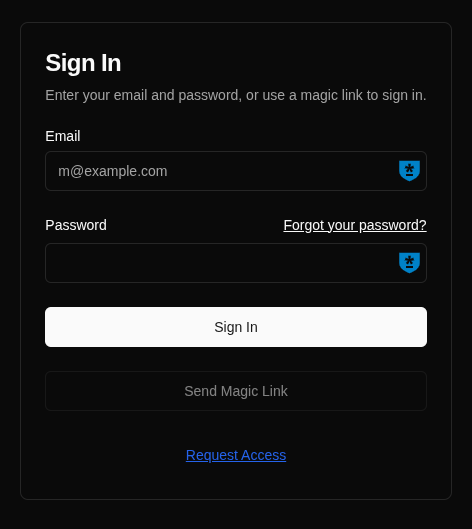 Sign In
Enter your email and password, or use a magic link to sign in.
Email
m@example.com
Password
Forgot your password?
Sign In
Send Magic Link
Request Access